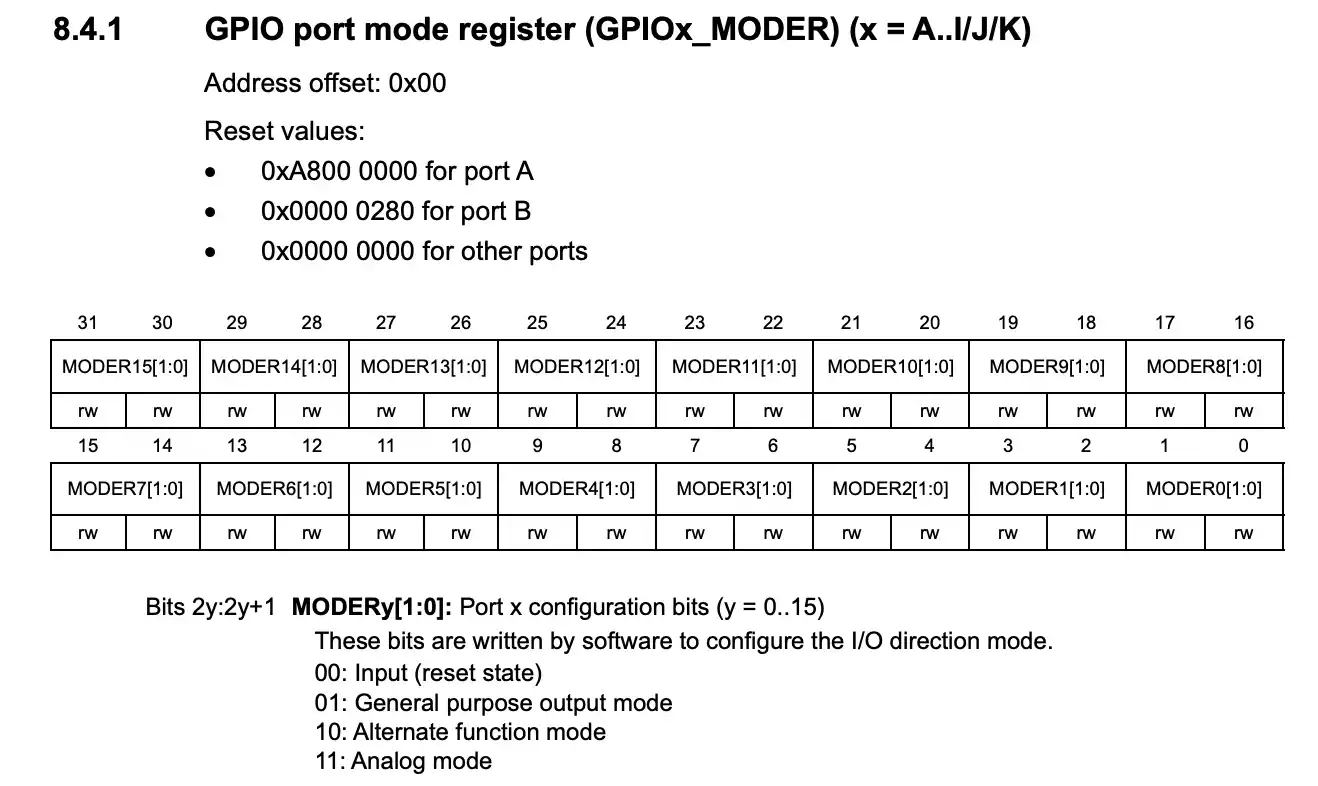 8.4.1 GPIO port mode register (GPIOx_MODER) (x = A..I/J/K)
Address offset: 0x00
Reset values:
• 0xA800 0000 for port A
• 0x0000 0280 for port B
• 0x0000 0000 for other ports
31 30 29 28 27 26 25 24 23 22 21 20 19 18 17 16
MODER15[1:0] MODER14[1:0] MODER13[1:0] MODER12[1:0] MODER11[1:0] MODER10[1:0] MODER9[1:0] MODER8[1:0]
rw rw rw rw rw rw rw rw rw rw rw rw rw rw rw rw
15 14 13 12 11 10 9 8 7 6 5 4 3 2 1 0
MODER7[1:0] MODER6[1:0] MODER5[1:0] MODER4[1:0] MODER3[1:0] MODER2[1:0] MODER1[1:0] MODER0[1:0]
rw rw rw rw rw rw rw rw rw rw rw rw rw rw rw rw
Bits 2y:2y+1 MODERy[1:0]: Port x configuration bits (y = 0..15)
These bits are written by software to configure the I/O direction mode.
00: Input (reset state)
01: General purpose output mode
10: Alternate function mode
11: Analog mode